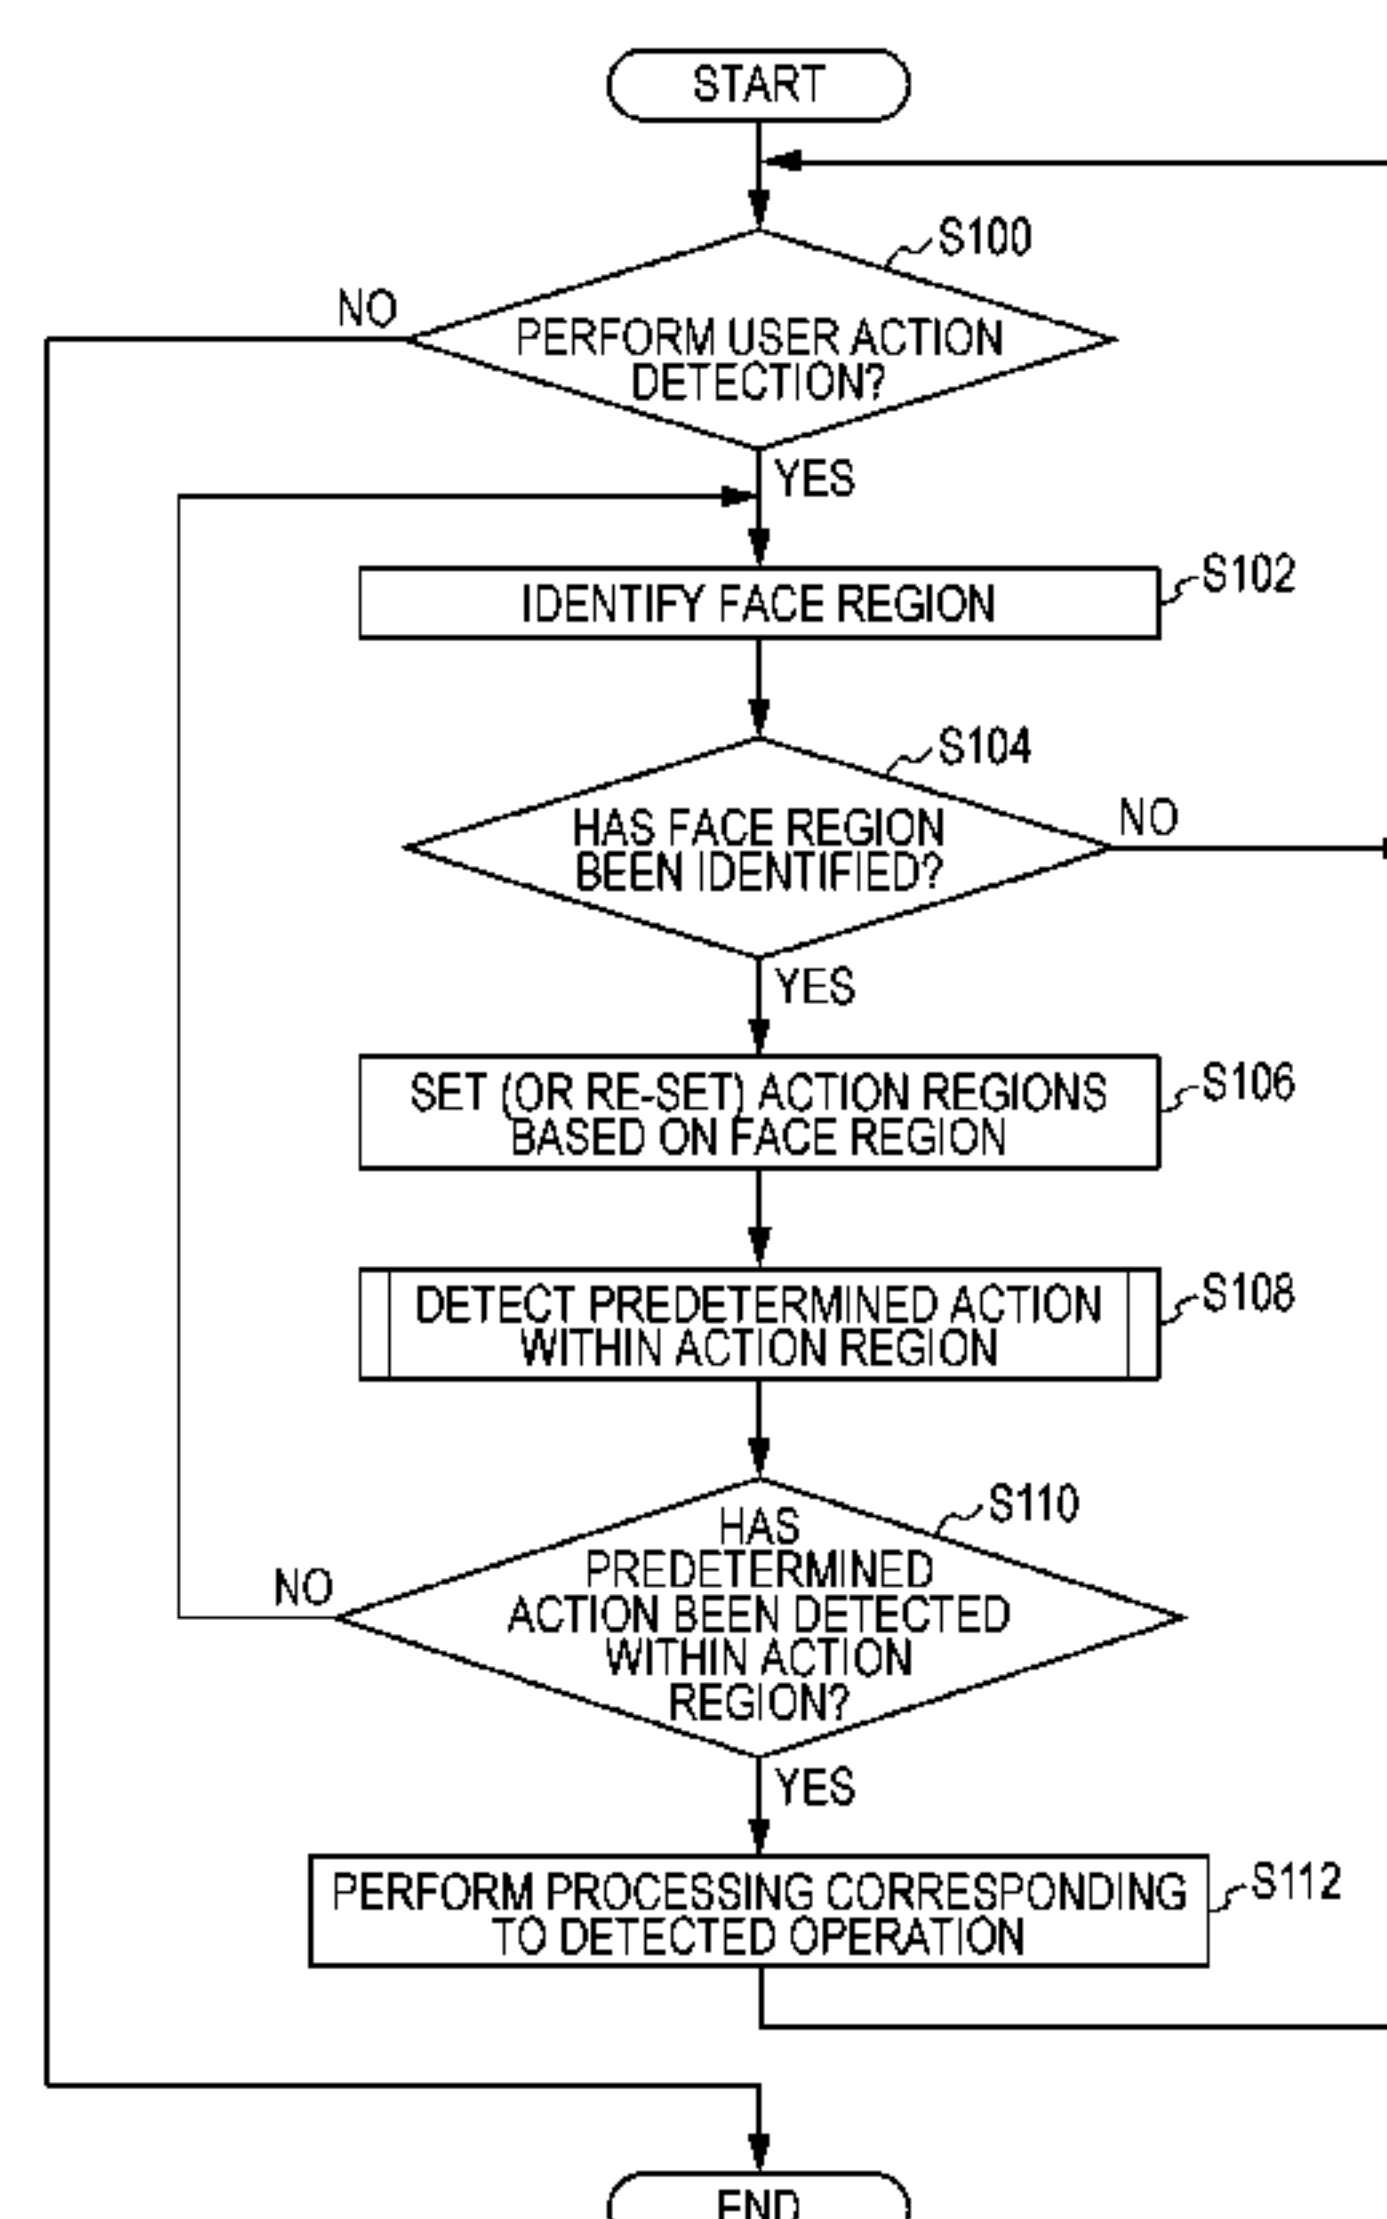 START
S100
NO
PERFORM USER ACTION
DETECTION?
YES
IDENTIFY FACE REGION
S102
S104
HAS FACE REGION
BEEN IDENTIFIED?
NO
YES
SET (OR RE-SET) ACTION REGIONS
BASED ON FACE REGION
S106
DETECT PREDETERMINED ACTION
WITHIN ACTION REGION
S108
S110
HAS
PREDETERMINED
ACTION BEEN DETECTED
WITHIN ACTION
REGION?
NO
YES
PERFORM PROCESSING CORRESPONDING
TO DETECTED OPERATION
S112
END